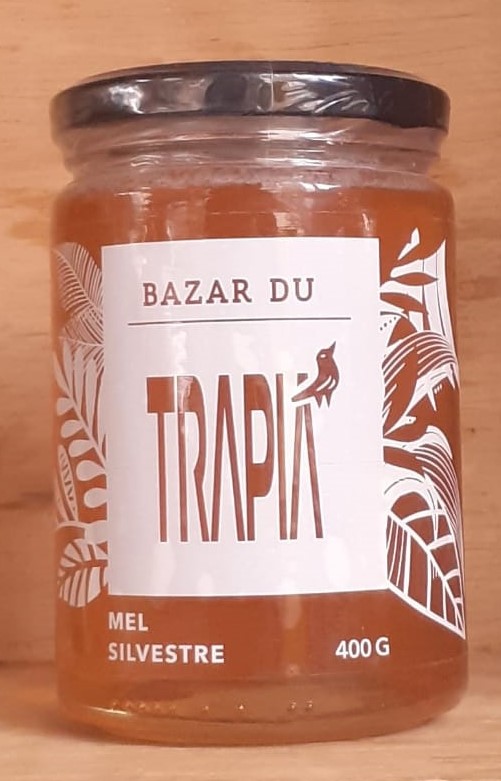 BAZAR DU
TRAPIÁ
MEL
SILVESTRE
400 G